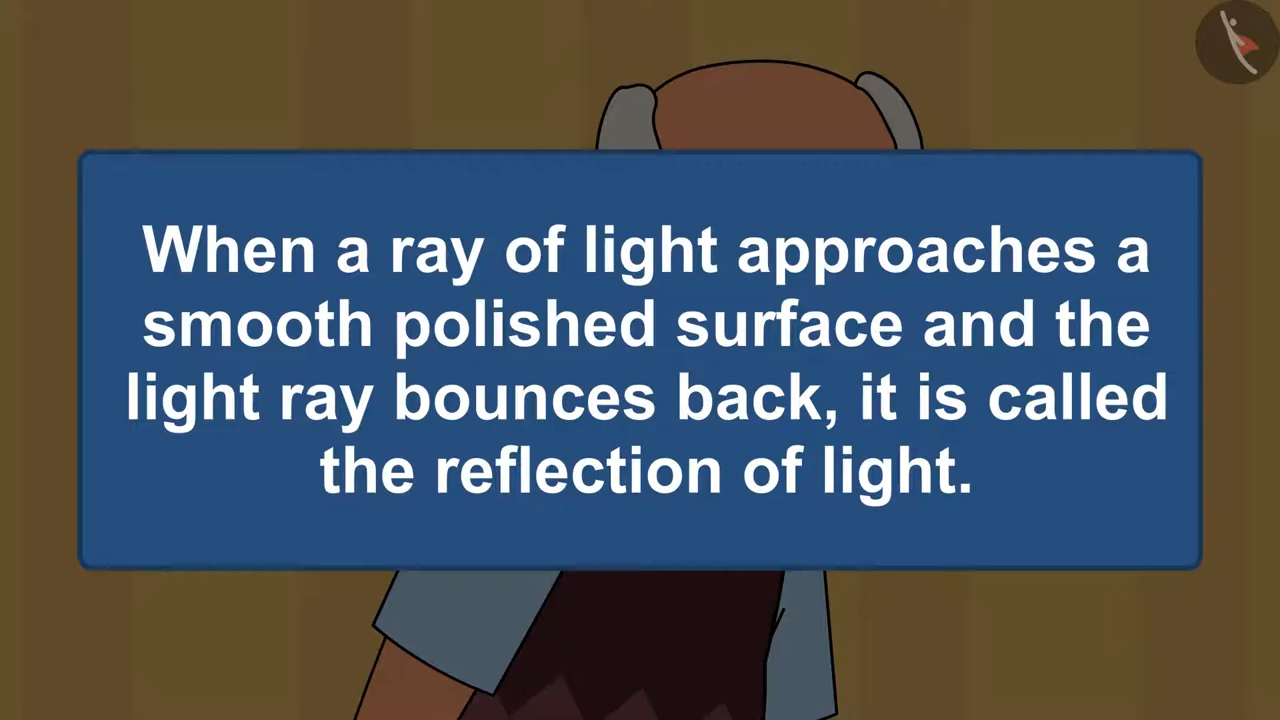 When a ray of light approaches a
smooth polished surface and the
light ray bounces back, it is called
the reflection of light.